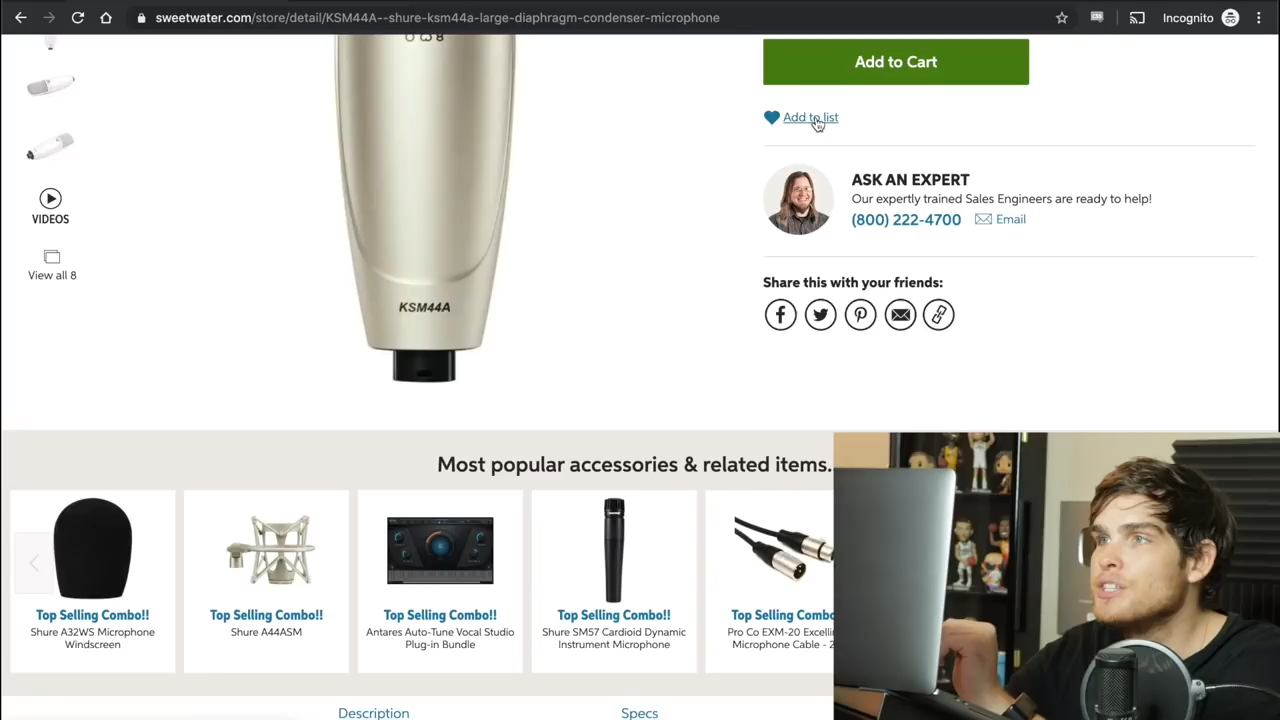 sweetwater.com/store/detail/KSM44A--shure-ksm44a-large-diaphragm-condenser-microphone
Incognito
Add to Cart
Add to list
ASK AN EXPERT
Our expertly trained Sales Engineers are ready to help!
(800) 222-4700
Email
VIDEOS
View all 8
Share this with your friends:
KSM44A
Most popular accessories & related items.
Top Selling Combo!!
Shure A32WS Microphone
Windscreen
Top Selling Combo!!
Shure A44ASM
Top Selling Combo!!
Antares Auto-Tune Vocal Studio
Plug-in Bundle
Top Selling Combo!!
Shure SM57 Cardioid Dynamic
Instrument Microphone
Top Selling Combo
Pro Co EXM-20
Microphone Cable -
Description
Specs